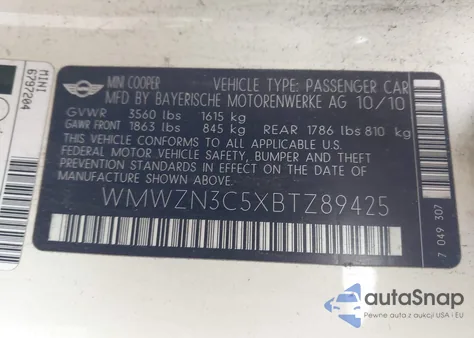 MINI
6797204
MINI COOPER VEHICLE TYPE: PASSENGER CAR
MFD BY BAYERISCHE MOTORENWERKE AG 10/10
GVWR 3560 lbs 1615 kg
GAWR FRONT 1863 lbs 845 kg REAR 1786 lbs 810 kg
THIS VEHICLE CONFORMS TO ALL APPLICABLE
FEDERAL MOTOR VEHICLE SAFETY, BUMPER AND THEFT
PREVENTION STANDARDS IN EFFECT ON THE DATE OF
MANUFACTURE SHOWN ABOVE.
WMWZN3C5XBTZ89425
7 049 307
autoSnap
Pewne auta z aukcji USA i EU